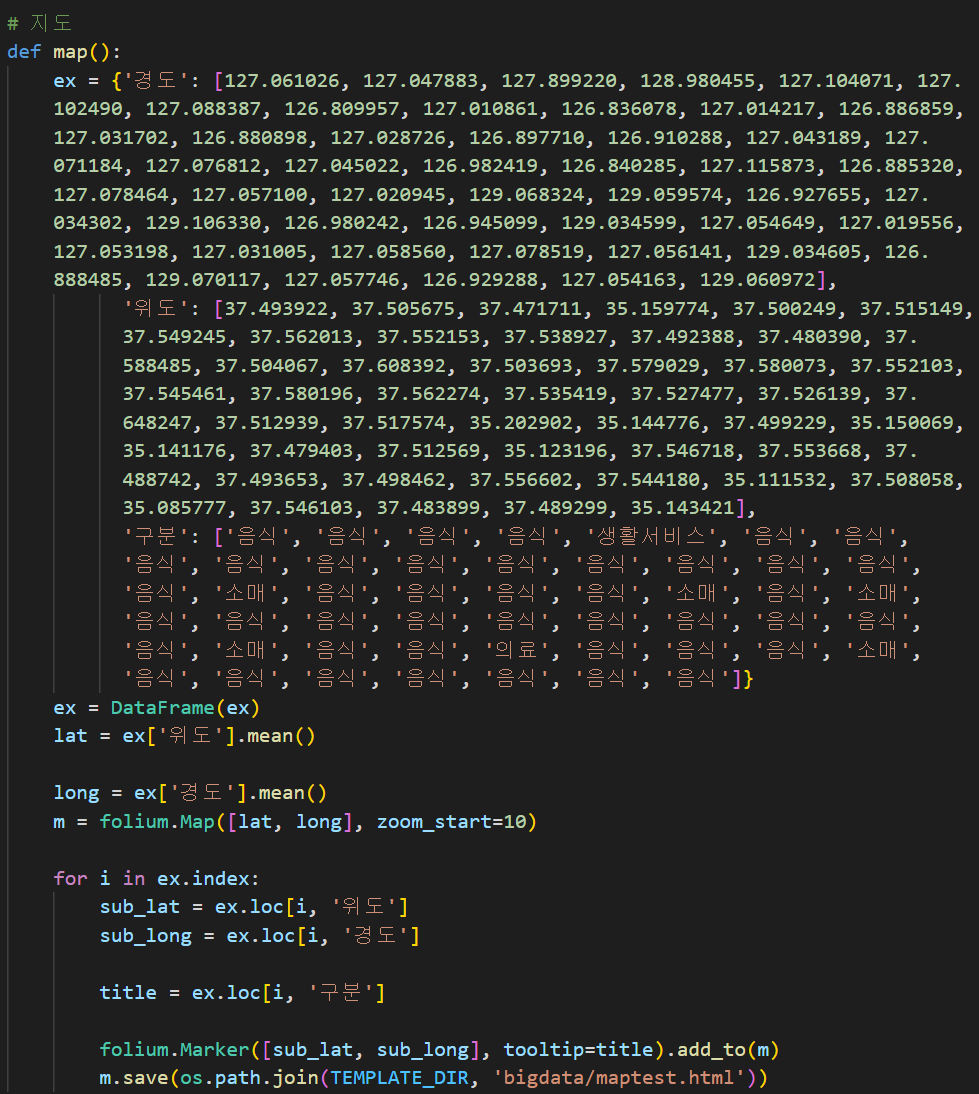 # 지도
def map():
ex = {'경도': [127.061026, 127.047883, 127.899220, 128.980455, 127.104071, 127.
102490, 127.088387, 126.809957, 127.010861, 126.836078, 127.014217, 126.886859,
127.031702, 126.880898, 127.028726, 126.897710, 126.910288, 127.043189, 127.
071184, 127.076812, 127.045022, 126.982419, 126.840285, 127.115873, 126.885320,
127.078464, 127.057100, 127.020945, 129.068324, 129.059574, 126.927655, 127.
034302, 129.106330, 126.980242, 126.945099, 129.034599, 127.054649, 127.019556,
127.053198, 127.031005, 127.058560, 127.078519, 127.056141, 129.034605, 126.
888485, 129.070117, 127.057746, 126.929288, 127.054163, 129.060972],
'위도': [37.493922, 37.505675, 37.471711, 35.159774, 37.500249, 37.515149,
37.549245, 37.562013, 37.552153, 37.538927, 37.492388, 37.480390, 37.
588485, 37.504067, 37.608392, 37.503693, 37.579029, 37.580073, 37.552103,
37.545461, 37.580196, 37.562274, 37.535419, 37.527477, 37.526139, 37.
648247, 37.512939, 37.517574, 35.202902, 35.144776, 37.499229, 35.150069,
35.141176, 37.479403, 37.512569, 35.123196, 37.546718, 37.553668, 37.
488742, 37.493653, 37.498462, 37.556602, 37.544180, 35.111532, 37.508058,
35.085777, 37.546103, 37.483899, 37.489299, 35.143421],
'구분': ['음식', '음식', '음식', '음식', '생활서비스', '음식', '음식',
'음식', '음식', '음식', '음식', '음식', '음식', '음식', '음식', '음식',
'음식', '소매', '음식', '음식', '음식', '음식', '소매', '음식', '소매',
'음식', '음식', '음식', '음식', '음식', '음식', '음식', '음식', '음식',
'음식', '소매', '음식', '음식', '의료', '음식', '음식', '음식', '소매',
'음식', '음식', '음식', '음식', '음식', '음식', '음식']}
ex = DataFrame(ex)
lat = ex['위도'].mean()
long = ex['경도'].mean()
m = folium.Map([lat, long], zoom_start=10)
for i in ex.index:
sub_lat = ex.loc[i, '위도']
sub_long = ex.loc[i, '경도']
title = ex.loc[i, '구분']
folium.Marker([sub_lat, sub_long], tooltip=title).add_to(m)
m.save(os.path.join(TEMPLATE_DIR, 'bigdata/maptest.html'))